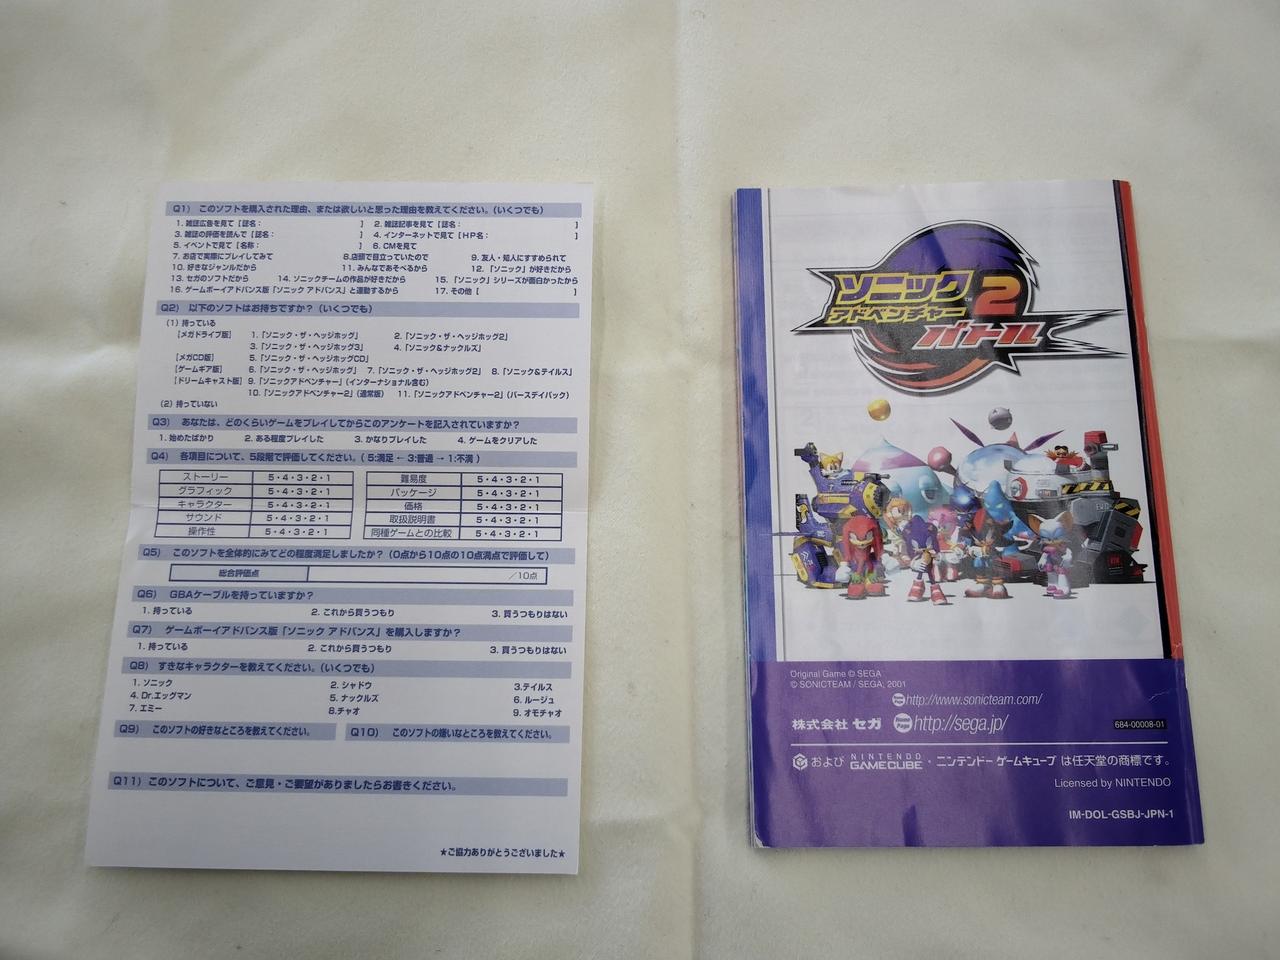 Q1) このソフトを購入された理由、または欲しいと思った理由を教えてください。(いくつでも)
1. 雑誌広告を見て [ 誌名： ] 2. 雑誌記事を見て [ 誌名： ]
3. 雑誌の評価を読んで [ 誌名： ] 4. インターネットで見て [ HP名： ]
5. イベントで見て [ 名称： ] 6. CMを見て
7. お店で実際にプレイしてみて 8.店頭で目立っていたので 9. 友人・知人にすすめられて
10. 好きなジャンルだから 11. みんなであそべるから 12. 「ソニック」が好きだから
13. セガのソフトだから 14. ソニックチームの作品が好きだから 15. 「ソニック」シリーズが面白かったから
16. ゲームボーイアドバンス版「ソニック アドバンス」と連動するから 17. その他 [ ]
Q2) 以下のソフトはお持ちですか？(いくつでも)
(1) 持っている
[メガドライブ版] 1.「ソニック・ザ・ヘッジホッグ」 2.「ソニック・ザ・ヘッジホッグ2」
3.「ソニック・ザ・ヘッジホッグ3」 4.「ソニック&ナックルズ」
[メガCD版] 5.「ソニック・ザ・ヘッジホッグCD」
[ゲームギア版] 6.「ソニック・ザ・ヘッジホッグ」 7.「ソニック・ザ・ヘッジホッグ2」 8.「ソニック&テイルス」
[ドリームキャスト版] 9.「ソニックアドベンチャー」(インターナショナル含む)
10.「ソニックアドベンチャー2」(通常版) 11.「ソニックアドベンチャー2」(バースデイパック)
(2) 持っていない
Q3) あなたは、どのくらいゲームをプレイしてからこのアンケートを記入されていますか？
1. 始めたばかり 2. ある程度プレイした 3. かなりプレイした 4. ゲームをクリアした
Q4) 各項目について、5段階で評価してください。( 5:満足 ← 3:普通 → 1:不満 )
ストーリー 5・4・3・2・1 難易度 5・4・3・2・1
グラフィック 5・4・3・2・1 パッケージ 5・4・3・2・1
キャラクター 5・4・3・2・1 価格 5・4・3・2・1
サウンド 5・4・3・2・1 取扱説明書 5・4・3・2・1
操作性 5・4・3・2・1 同種ゲームとの比較 5・4・3・2・1
Q5) このソフトを全体的にみてどの程度満足しましたか？(0点から10点の10点満点で評価して)
総合評価点 /10点
Q6) GBAケーブルを持っていますか？
1. 持っている 2. これから買うつもり 3. 買うつもりはない
Q7) ゲームボーイアドバンス版「ソニック アドバンス」を購入しますか？
1. 持っている 2. これから買うつもり 3. 買うつもりはない
Q8) すきなキャラクターを教えてください。(いくつでも)
1. ソニック 2. シャドウ 3.テイルス
4. Dr.エッグマン 5. ナックルズ 6. ルージュ
7. エミー 8.チャオ 9. オモチャオ
Q9) このソフトの好きなところを教えてください。 Q10) このソフトの嫌いなところを教えてください。
Q11) このソフトについて、ご意見・ご要望がありましたらお書きください。
★ご協力ありがとうございました★
ソニック
アドベンチャー 2
™
バトル
Original Game © SEGA
© SONICTEAM / SEGA, 2001
http://www.sonicteam.com/
株式会社 セガ Home Page http://sega.jp/
684-00008-01
および NINTENDO GAMECUBE・ニンテンドー ゲームキューブ は任天堂の商標です。
Licensed by NINTENDO
IM-DOL-GSBJ-JPN-1